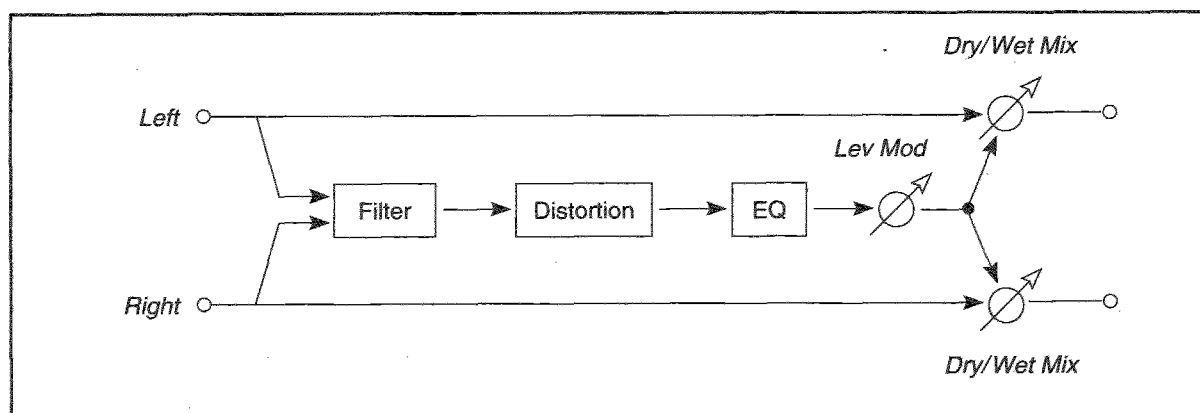 Dry/Wet Mix
Left
Lev Mod
Filter
Distortion
EQ
Right
Dry/Wet Mix